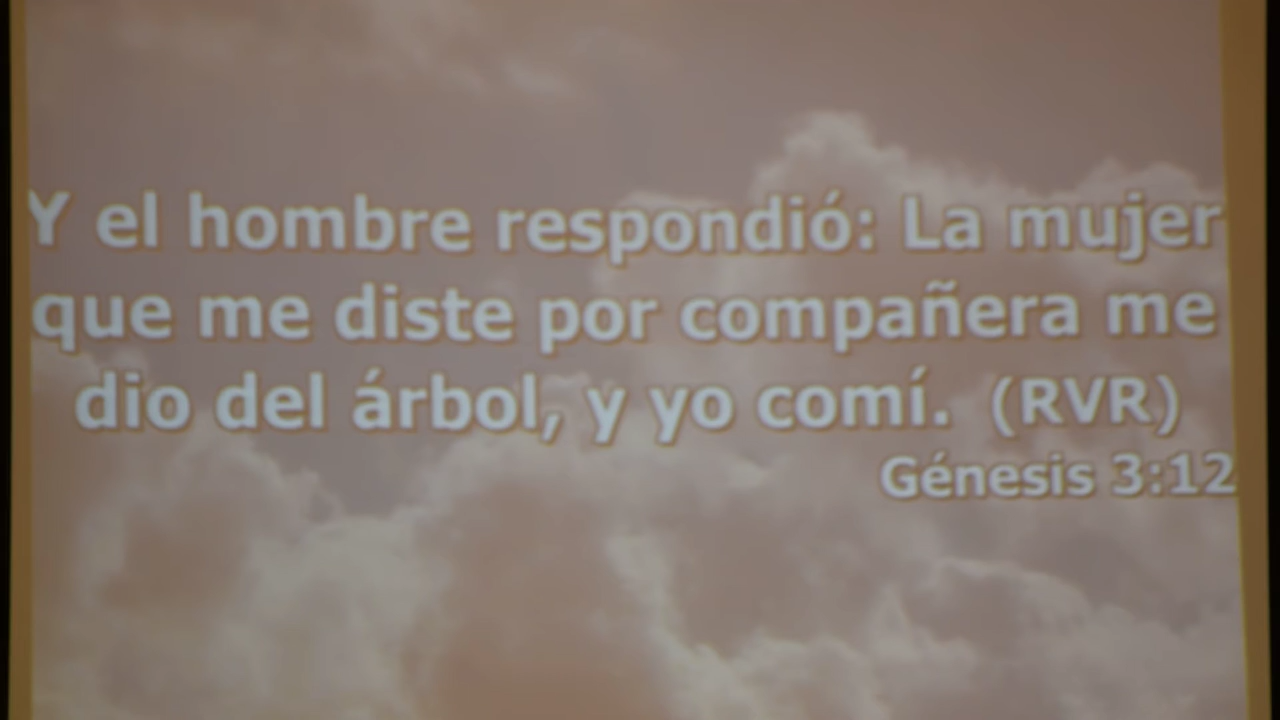 Y el hombre respondió: La mujer
que me diste por compañera me
dio del árbol, y yo comí. (RVR)
Génesis 3:12